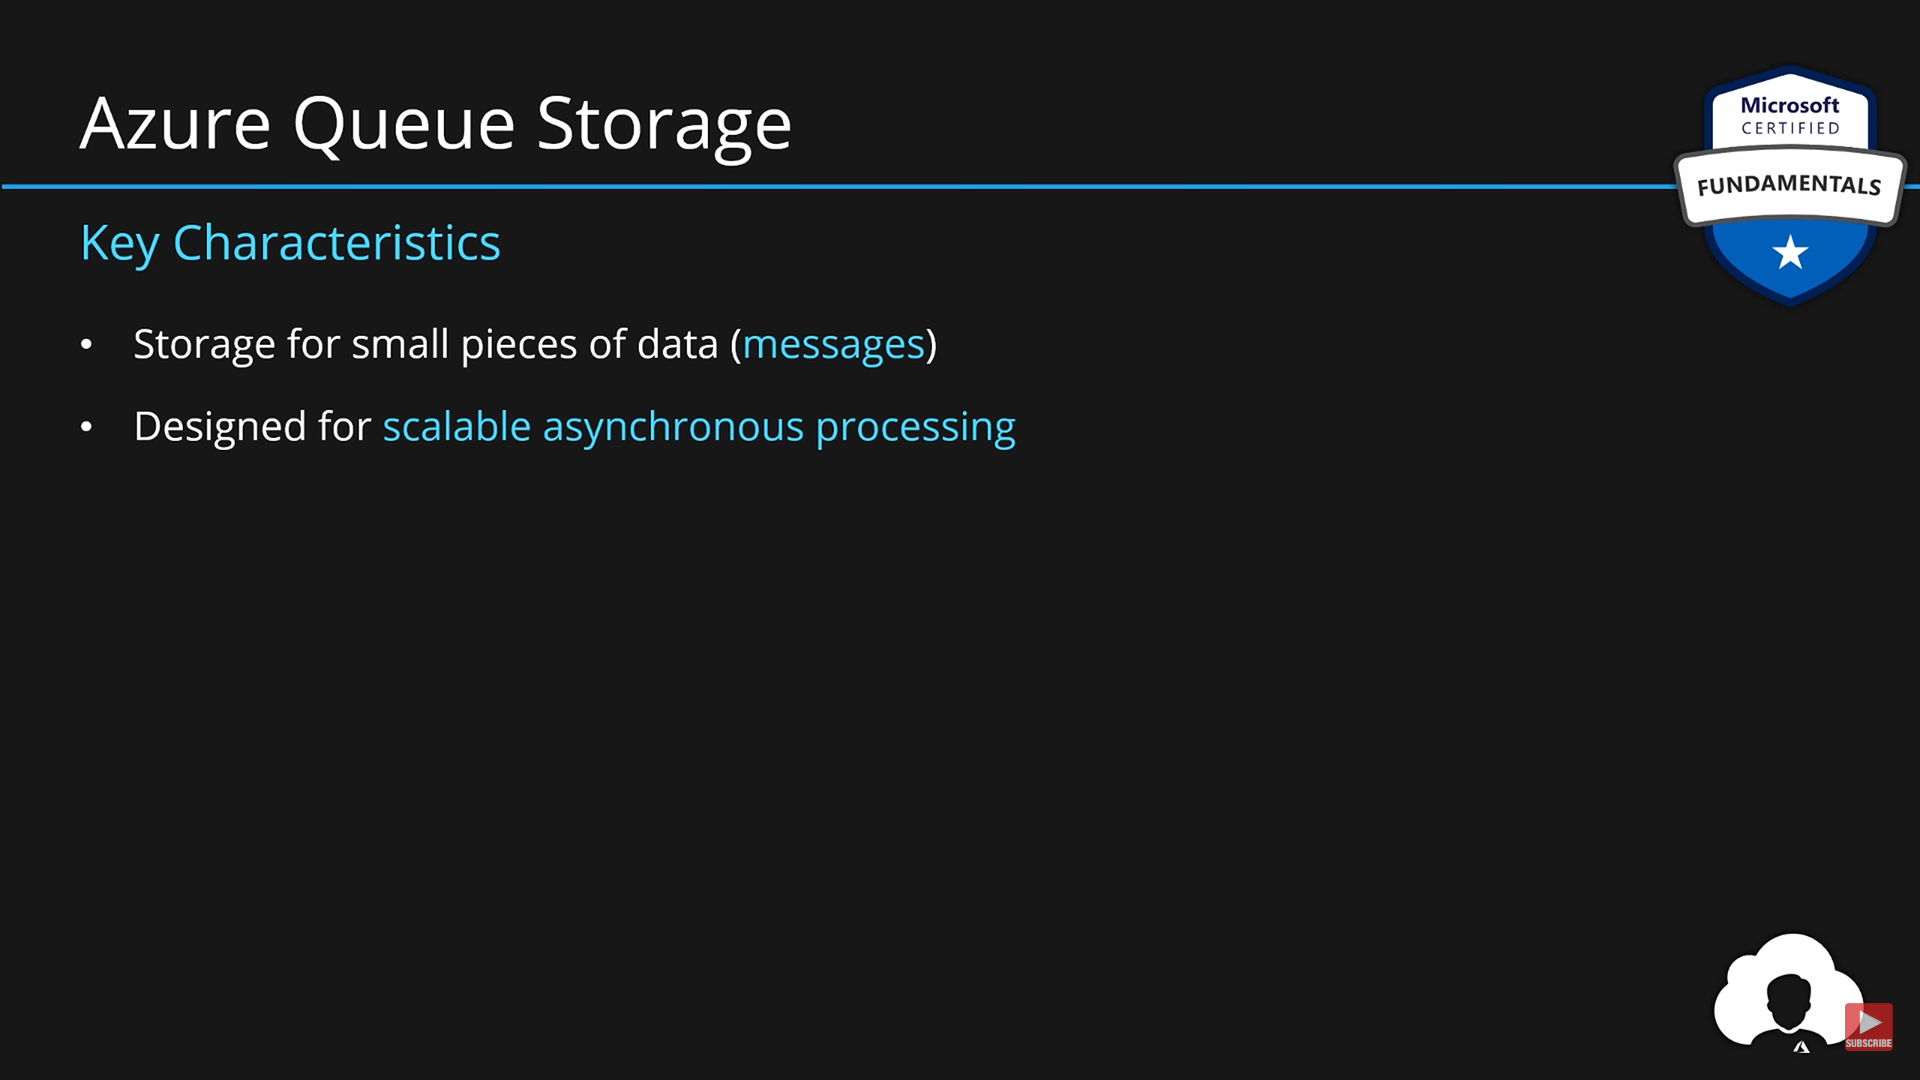 Azure Queue Storage
Microsoft
CERTIFIED
FUNDAMENTALS
Key Characteristics
• Storage for small pieces of data (messages)
• Designed for scalable asynchronous processing
SUBSCRIBE